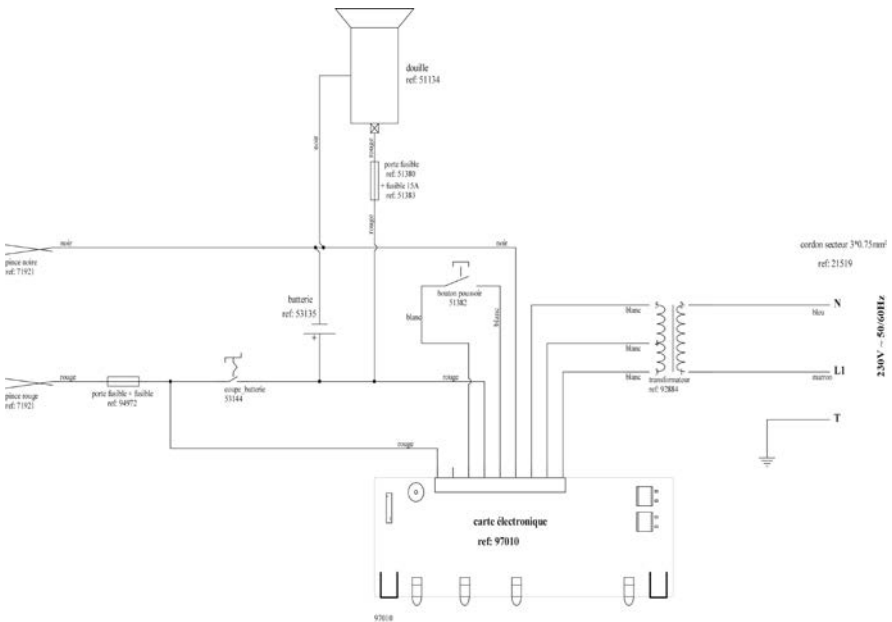 douille
ref: 51134
noir
rouge
porte fusible
ref: 51380
+ fusible 15A
ref: 51383
rouge
noir
noir
pince noire
ref: 71921
cordon secteur 3*0.75mm²
ref: 21519
bouton poussoir
51382
batterie
ref: 53135
+
blanc
blanc
blanc
blanc
blanc
N
bleu
L1
marron
230V ~ 50/60Hz
transformateur
ref: 92884
rouge
rouge
pince rouge
ref: 71921
porte fusible + fusible
ref: 94972
coupe_batterie
53144
T
rouge
carte électronique
ref: 97010
97010